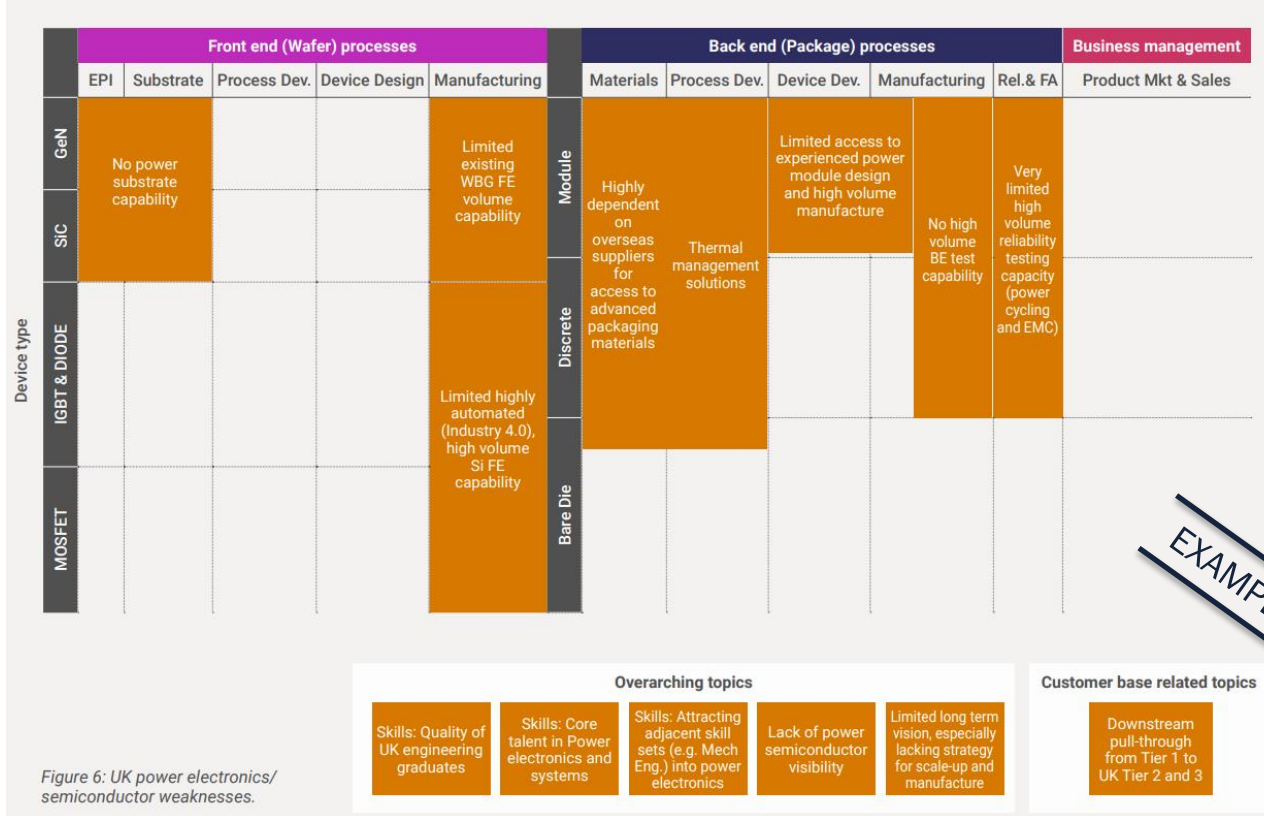 Front end (Wafer) processes
Back end (Package) processes
Business management
EPI
Substrate
Process Dev.
Device Design
Manufacturing
Materials
Process Dev.
Device Dev.
Manufacturing
Rel.& FA
Product Mkt & Sales
Device type
GeN
SiC
IGBT & DIODE
MOSFET
No power
substrate
capability
Limited
existing
WBG FE
volume
capability
Limited highly
automated
(Industry 4.0),
high volume
Si FE
capability
Module
Discrete
Bare Die
Highly
dependent
on
overseas
suppliers
for
access to
advanced
packaging
materials
Thermal
management
solutions
Limited access to
experienced power
module design
and high volume
manufacture
No high
volume
BE test
capability
Very
limited
high
volume
reliability
testing
capacity
(power
cycling
and EMC)
EXAMP
Overarching topics
Skills: Quality of
UK engineering
graduates
Skills: Core
talent in Power
electronics and
systems
Skills: Attracting
adjacent skill
sets (e.g. Mech
Eng.) into power
electronics
Lack of power
semiconductor
visibility
Limited long term
vision, especially
lacking strategy
for scale-up and
manufacture
Customer base related topics
Downstream
pull-through
from Tier 1 to
UK Tier 2 and 3
Figure 6: UK power electronics/
semiconductor weaknesses.